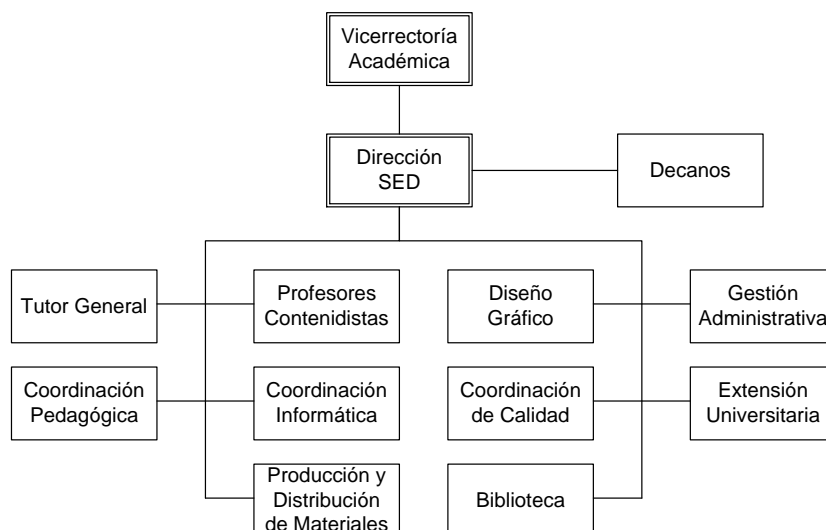 Vicerrectoría
Académica
Dirección
SED
Decanos
Tutor General
Profesores
Contenidistas
Diseño
Gráfico
Gestión
Administrativa
Coordinación
Pedagógica
Coordinación
Informática
Coordinación
de Calidad
Extensión
Universitaria
Producción y
Distribución
de Materiales
Biblioteca